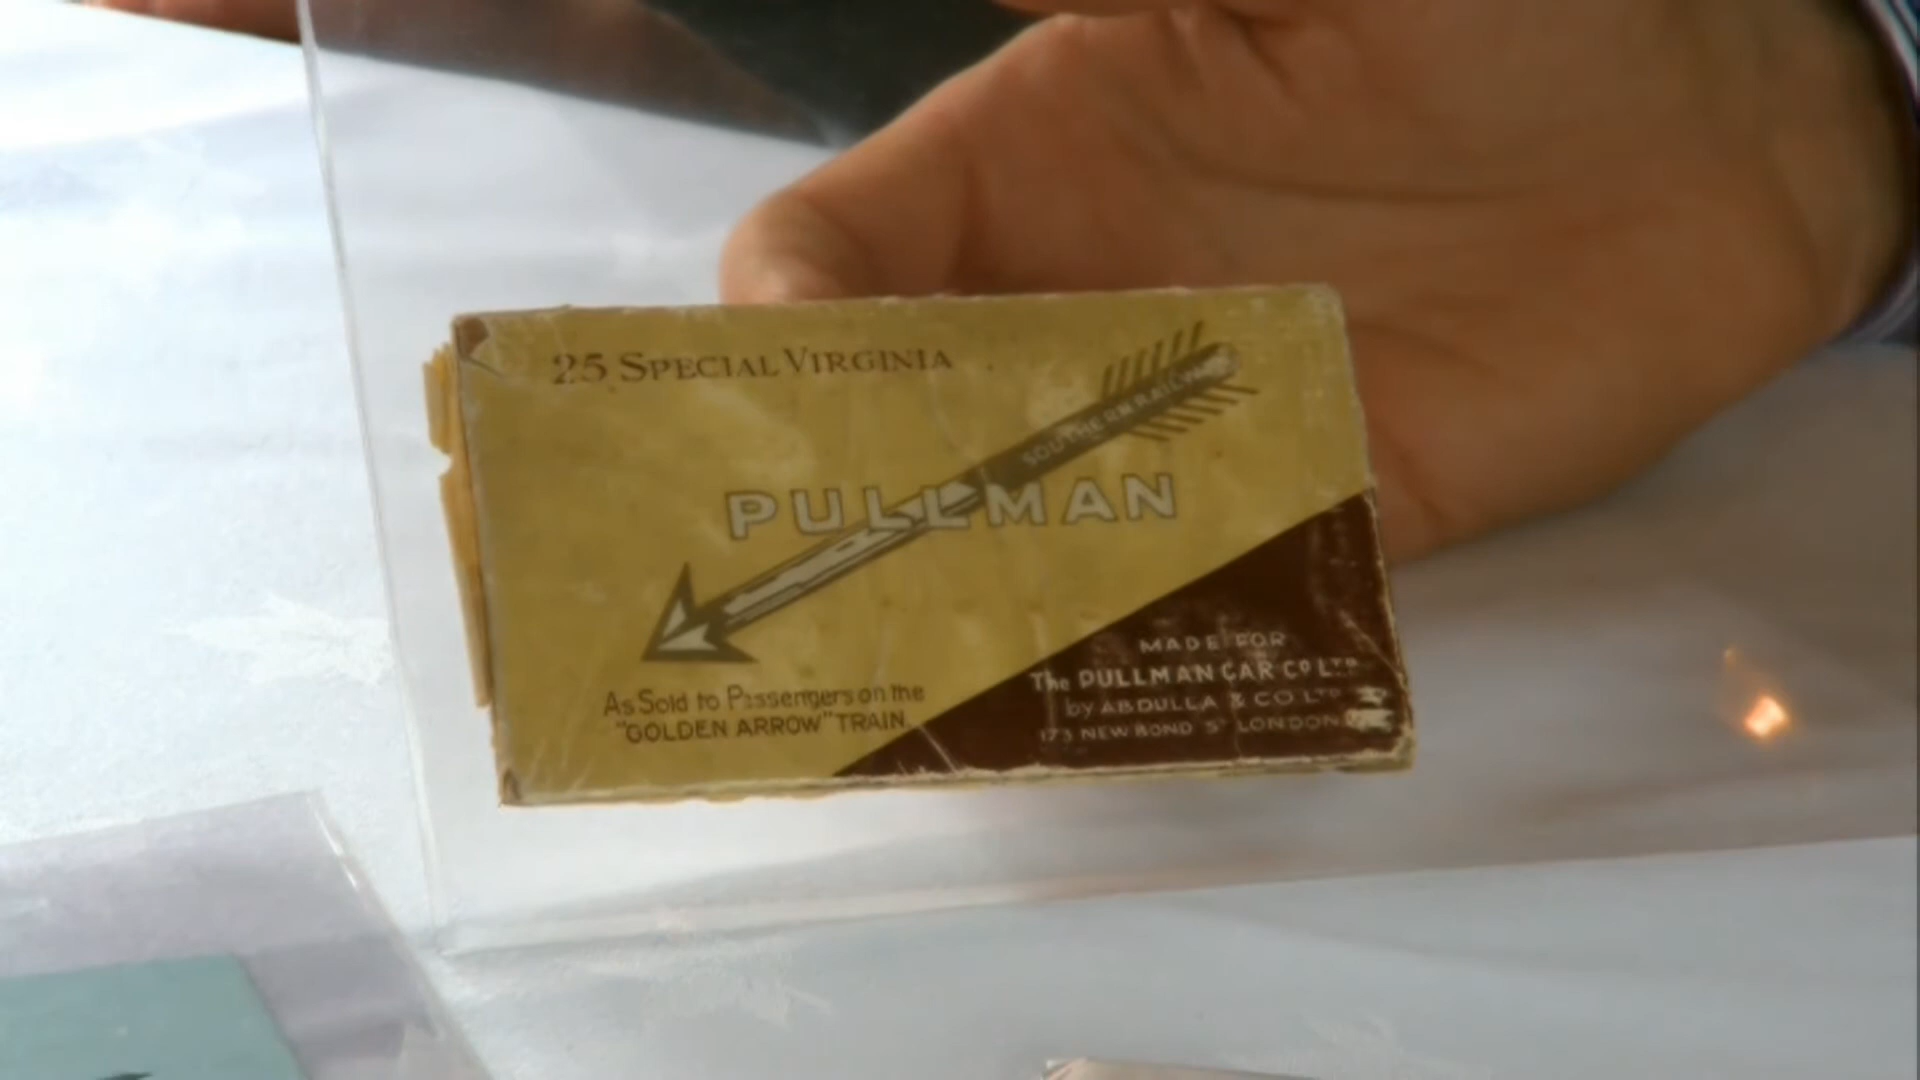 25 SPECIAL VIRGINIA
SOUTHERN RAILWAY
PULLMAN
As Sold to Passengers on the
"GOLDEN ARROW" TRAIN.
MADE FOR
The PULLMAN CAR CO LTD
by ABDULLA & CO LTD
173 NEW BOND ST LONDON